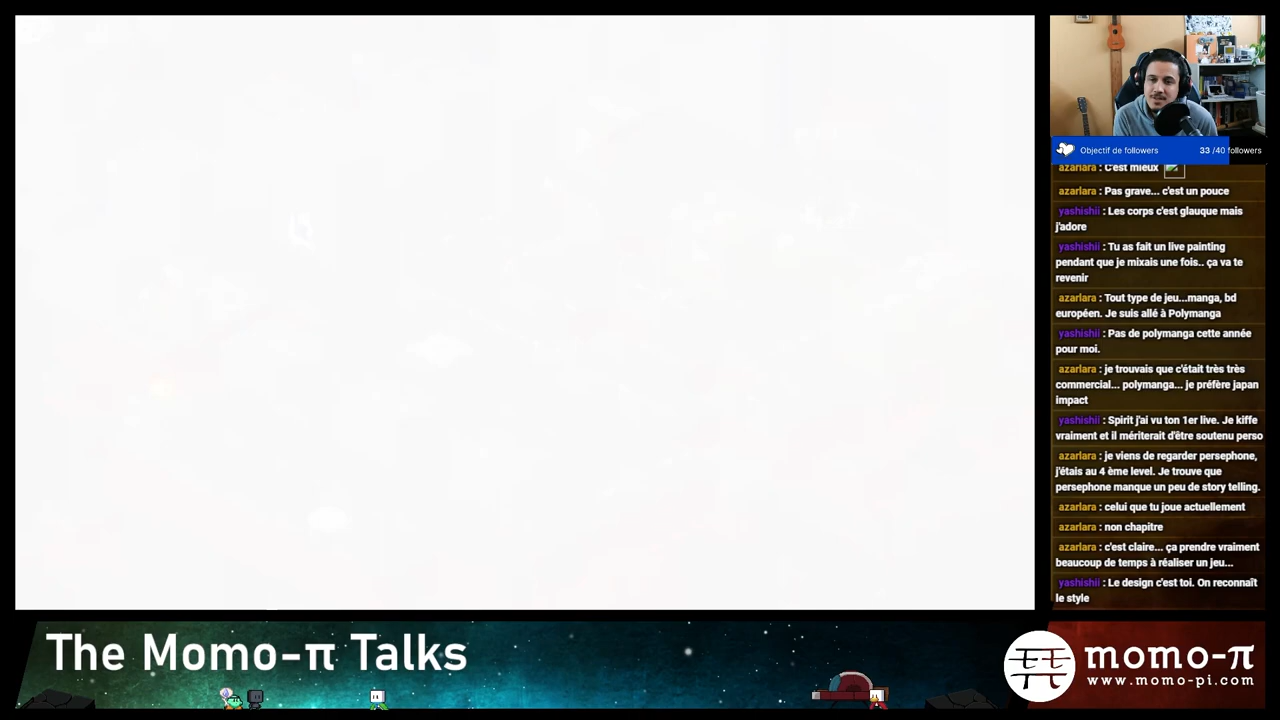 Objectif de followers 33 /40 followers
azarlara : C'est mieux
azarlara : Pas grave... c'est un pouce
yashishii : Les corps c'est glauque mais
j'adore
yashishii : Tu as fait un live painting
pendant que je mixais une fois.. ça va te
revenir
azarlara : Tout type de jeu...manga, bd
européen. Je suis allé à Polymanga
yashishii : Pas de polymanga cette année
pour moi.
azarlara : je trouvais que c'était très très
commercial... polymanga... je préfère japan
impact
yashishii : Spirit j'ai vu ton 1er live. Je kiffe
vraiment et il mériterait d'être soutenu perso
azarlara : je viens de regarder persephone,
j'étais au 4 ème level. Je trouve que
persephone manque un peu de story telling.
azarlara : celui que tu joue actuellement
azarlara : non chapitre
azarlara : c'est claire... ça prendre vraiment
beaucoup de temps à réaliser un jeu...
yashishii : Le design c'est toi. On reconnaît
le style
The Momo-π Talks
momo-π
www.momo-pi.com